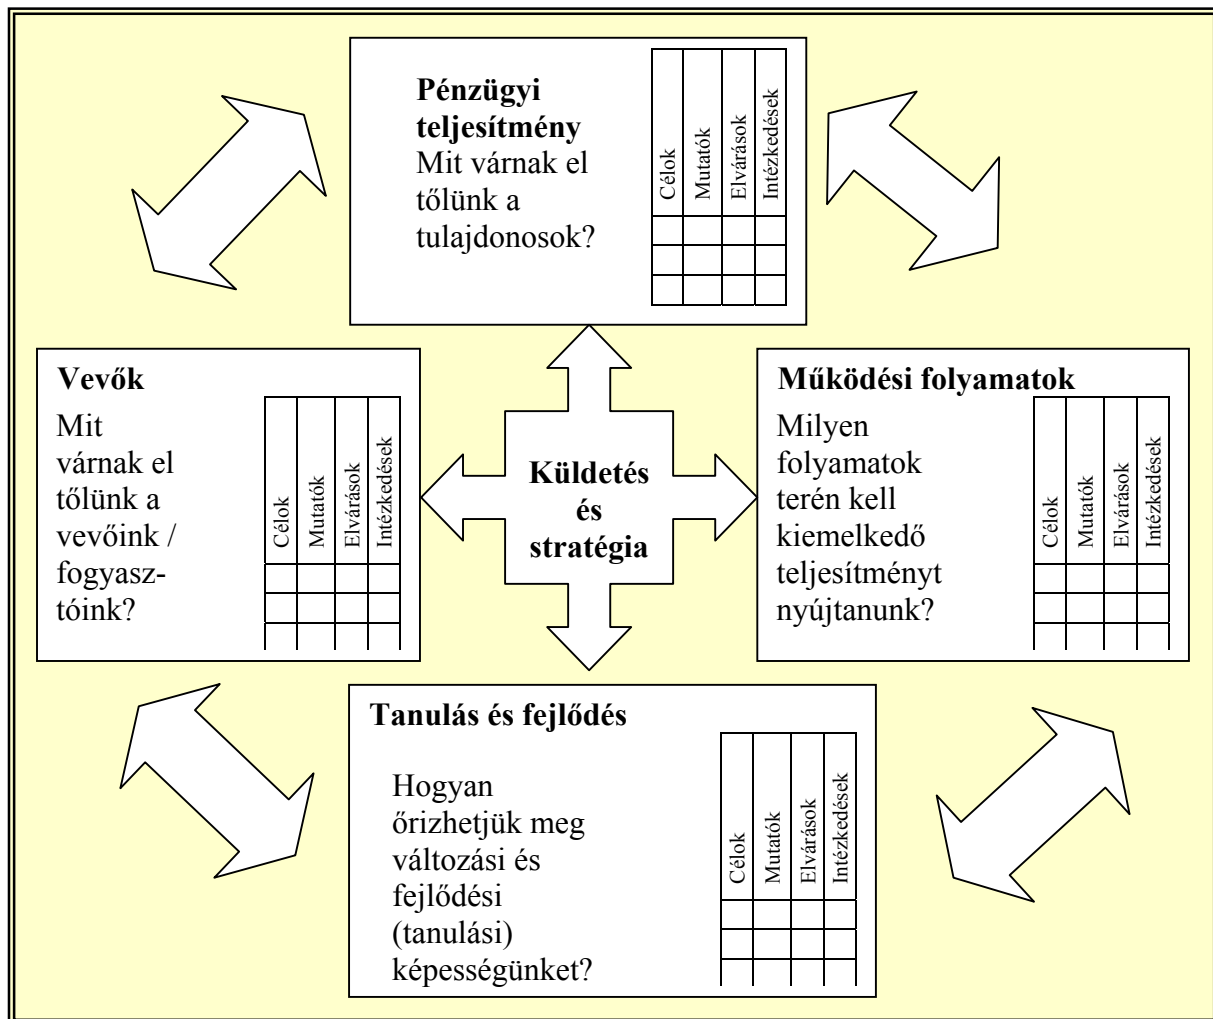 Pénzügyi
teljesítmény
Mit várnak el
tőlünk a
tulajdonosok?
Célok
Mutatók
Elvárások
Intézkedések
Vevők
Mit
várnak el
tőlünk a
vevőink /
fogyasz-
tóink?
Célok
Mutatók
Elvárások
Intézkedések
Küldetés
és
stratégia
Működési folyamatok
Milyen
folyamatok
terén kell
kiemelkedő
teljesítményt
nyújtanunk?
Célok
Mutatók
Elvárások
Intézkedések
Tanulás és fejlődés
Hogyan
őrizhetjük meg
változási és
fejlődési
(tanulási)
képességünket?
Célok
Mutatók
Elvárások
Intézkedések